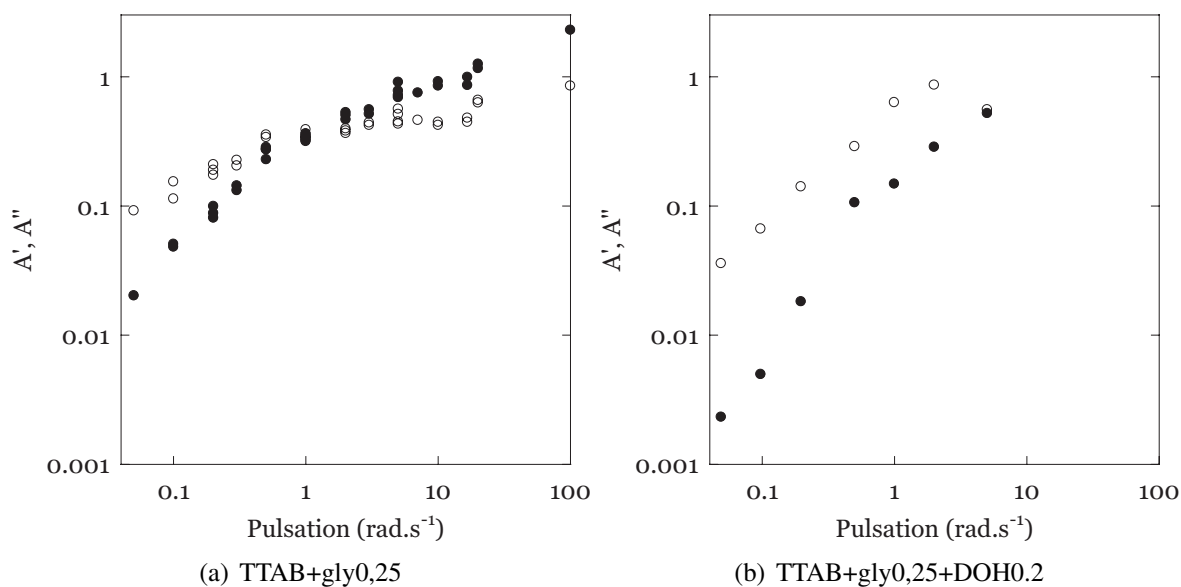 1
0.1
0.01
0.001
A', A"
0.1 1 10 100
Pulsation (rad.s-1)
(a) TTAB+gly0,25
1
0.1
0.01
0.001
A', A"
0.1 1 10 100
Pulsation (rad.s-1)
(b) TTAB+gly0,25+DOH0.2